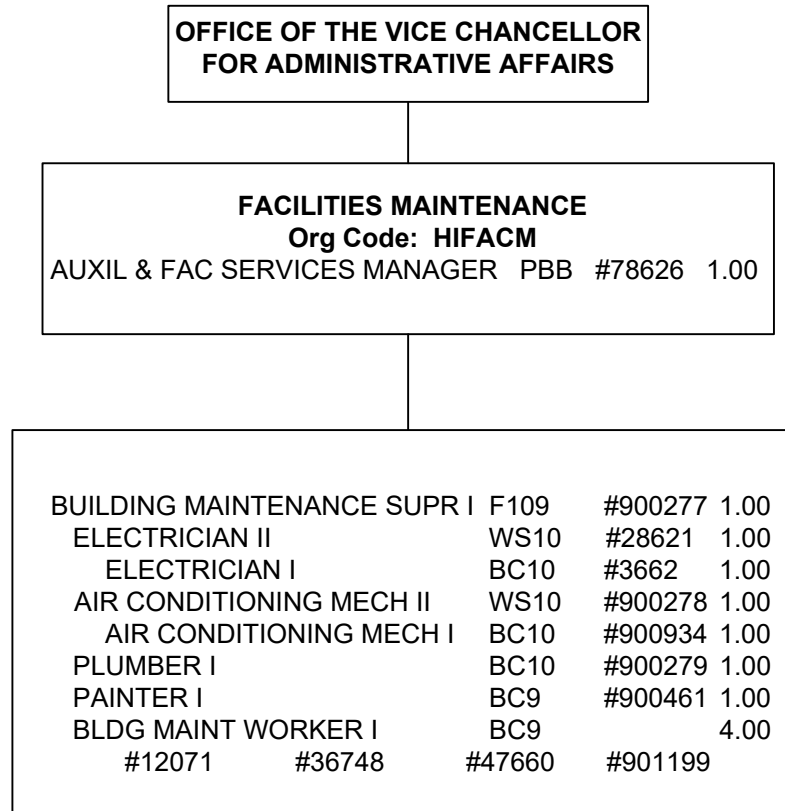 OFFICE OF THE VICE CHANCELLOR
FOR ADMINISTRATIVE AFFAIRS
FACILITIES MAINTENANCE
Org Code: HIFACM
AUXIL & FAC SERVICES MANAGER PBB #78626 1.00
BUILDING MAINTENANCE SUPR I F109 #900277 1.00
ELECTRICIAN II WS10 #28621 1.00
ELECTRICIAN I BC10 #3662 1.00
AIR CONDITIONING MECH II WS10 #900278 1.00
AIR CONDITIONING MECH I BC10 #900934 1.00
PLUMBER I BC10 #900279 1.00
PAINTER I BC9 #900461 1.00
BLDG MAINT WORKER I BC9 4.00
#12071 #36748 #47660 #901199